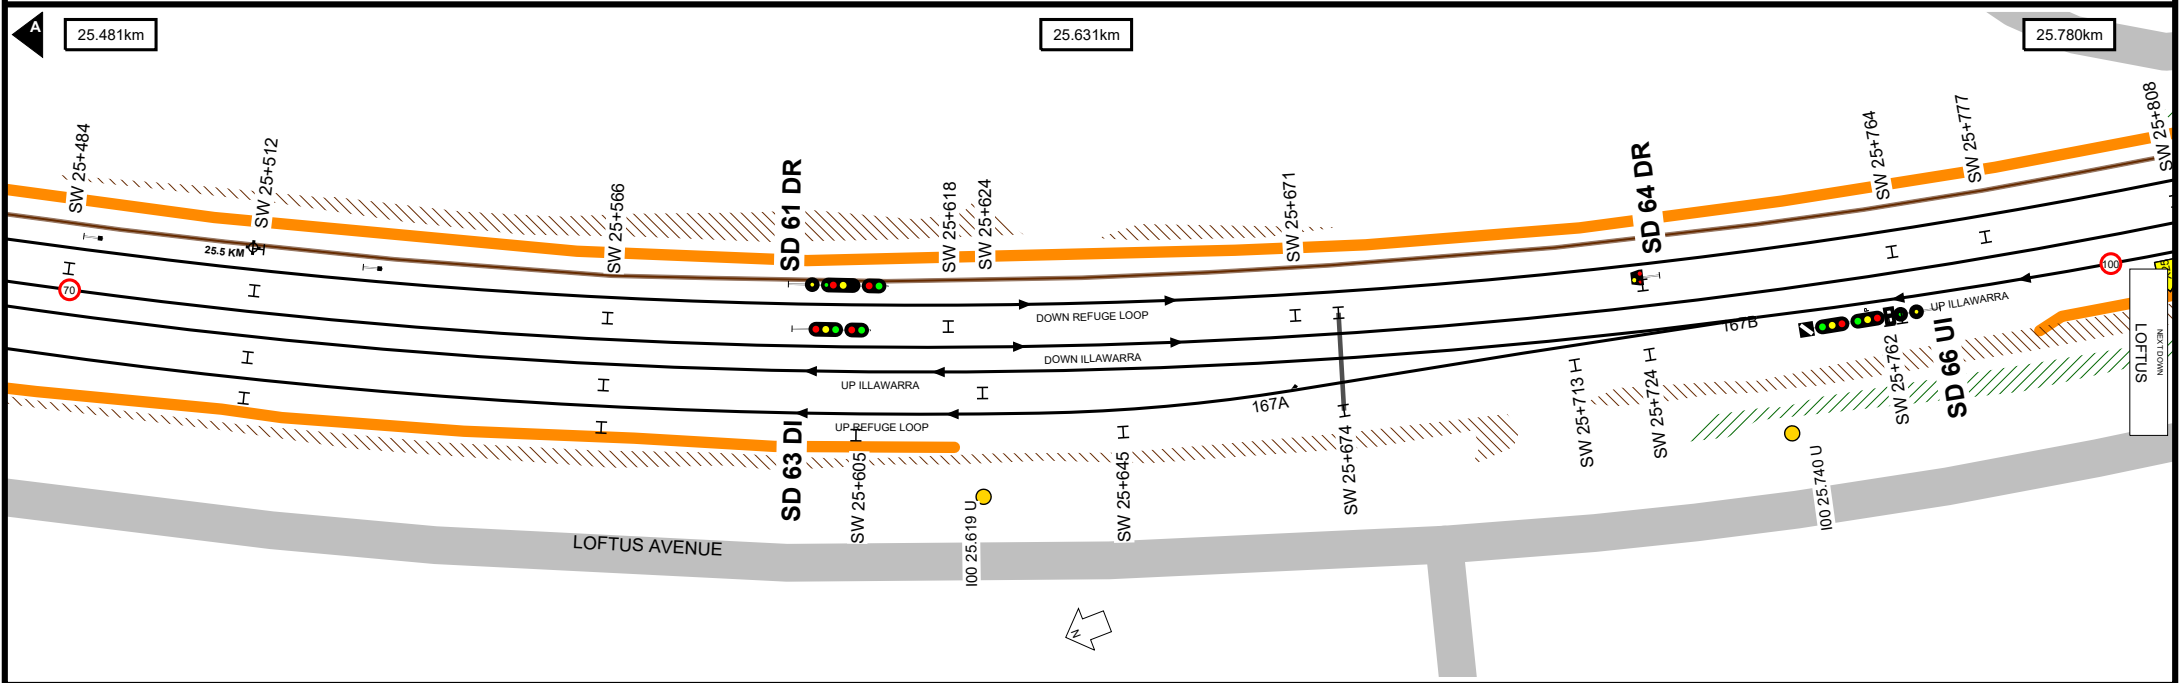 A
25.481km
25.631km
25.780km
SW 25+484
SW 25+512
SW 25+566
SD 61 DR
SW 25+618
SW 25+624
SW 25+671
SD 64 DR
SW 25+764
SW 25+777
SW 25+808
25.5 KM
70
100
DOWN REFUGE LOOP
DOWN ILLAWARRA
UP ILLAWARRA
UP ILLAWARRA
UP REFUGE LOOP
167A
167B
SD 63 DI
SW 25+605
I00 25.619 U
SW 25+645
SW 25+674
SW 25+713
SW 25+724
I00 25.740 U
SW 25+762
SD 66 UI
LOFTUS
NEXT DOWN
LOFTUS AVENUE
N